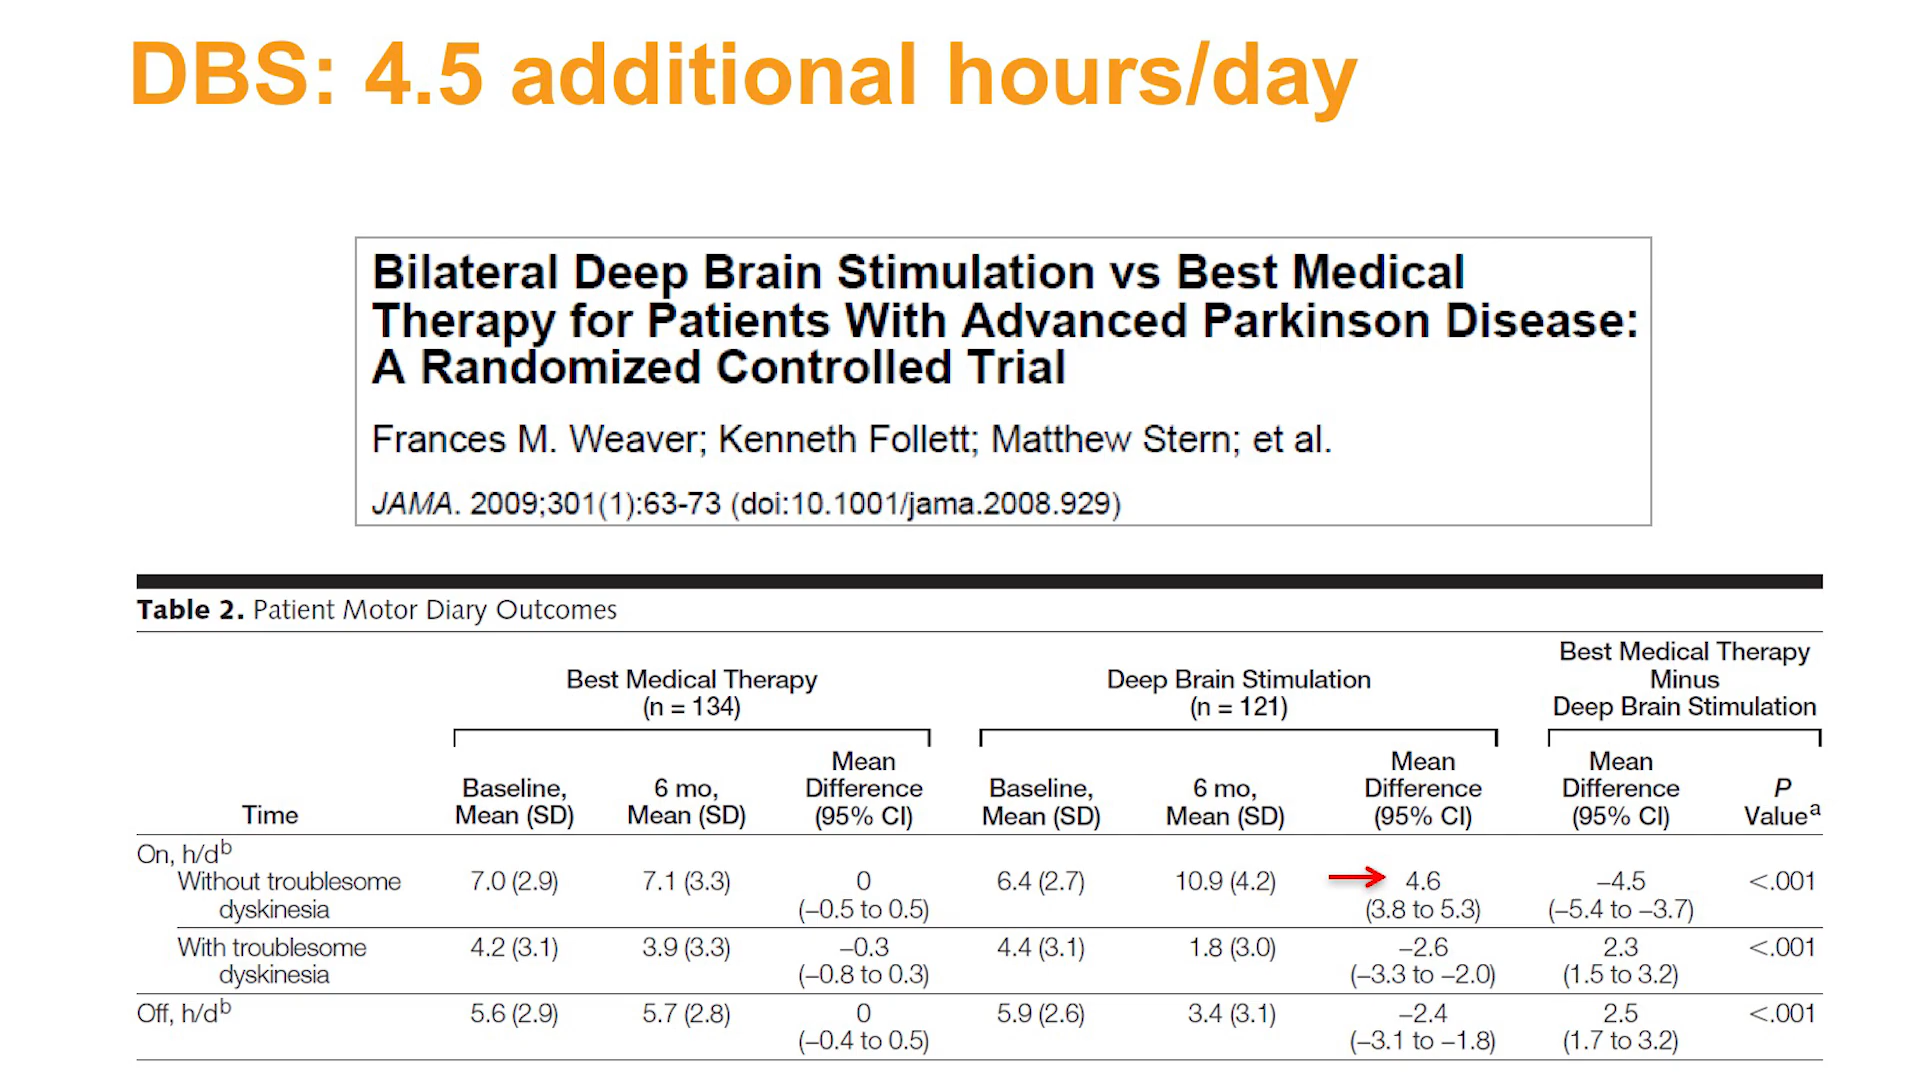 DBS: 4.5 additional hours/day
Bilateral Deep Brain Stimulation vs Best Medical
Therapy for Patients With Advanced Parkinson Disease:
A Randomized Controlled Trial
Frances M. Weaver; Kenneth Follett; Matthew Stern; et al.
JAMA. 2009;301(1):63-73 (doi:10.1001/jama.2008.929)
Table 2. Patient Motor Diary Outcomes
Best Medical Therapy
(n = 134)
Deep Brain Stimulation
(n = 121)
Best Medical Therapy
Minus
Deep Brain Stimulation
Time
Baseline,
Mean (SD)
6 mo,
Mean (SD)
Mean
Difference
(95% CI)
Baseline,
Mean (SD)
6 mo,
Mean (SD)
Mean
Difference
(95% CI)
Mean
Difference
(95% CI)
P
Valueᵃ
On, h/dᵇ
Without troublesome 7.0 (2.9) 7.1 (3.3) 0 6.4 (2.7) 10.9 (4.2) 4.6 –4.5 <.001
dyskinesia (–0.5 to 0.5) (3.8 to 5.3) (–5.4 to –3.7)
With troublesome 4.2 (3.1) 3.9 (3.3) –0.3 4.4 (3.1) 1.8 (3.0) –2.6 2.3 <.001
dyskinesia (–0.8 to 0.3) (–3.3 to –2.0) (1.5 to 3.2)
Off, h/dᵇ 5.6 (2.9) 5.7 (2.8) 0 5.9 (2.6) 3.4 (3.1) –2.4 2.5 <.001
(–0.4 to 0.5) (–3.1 to –1.8) (1.7 to 3.2)